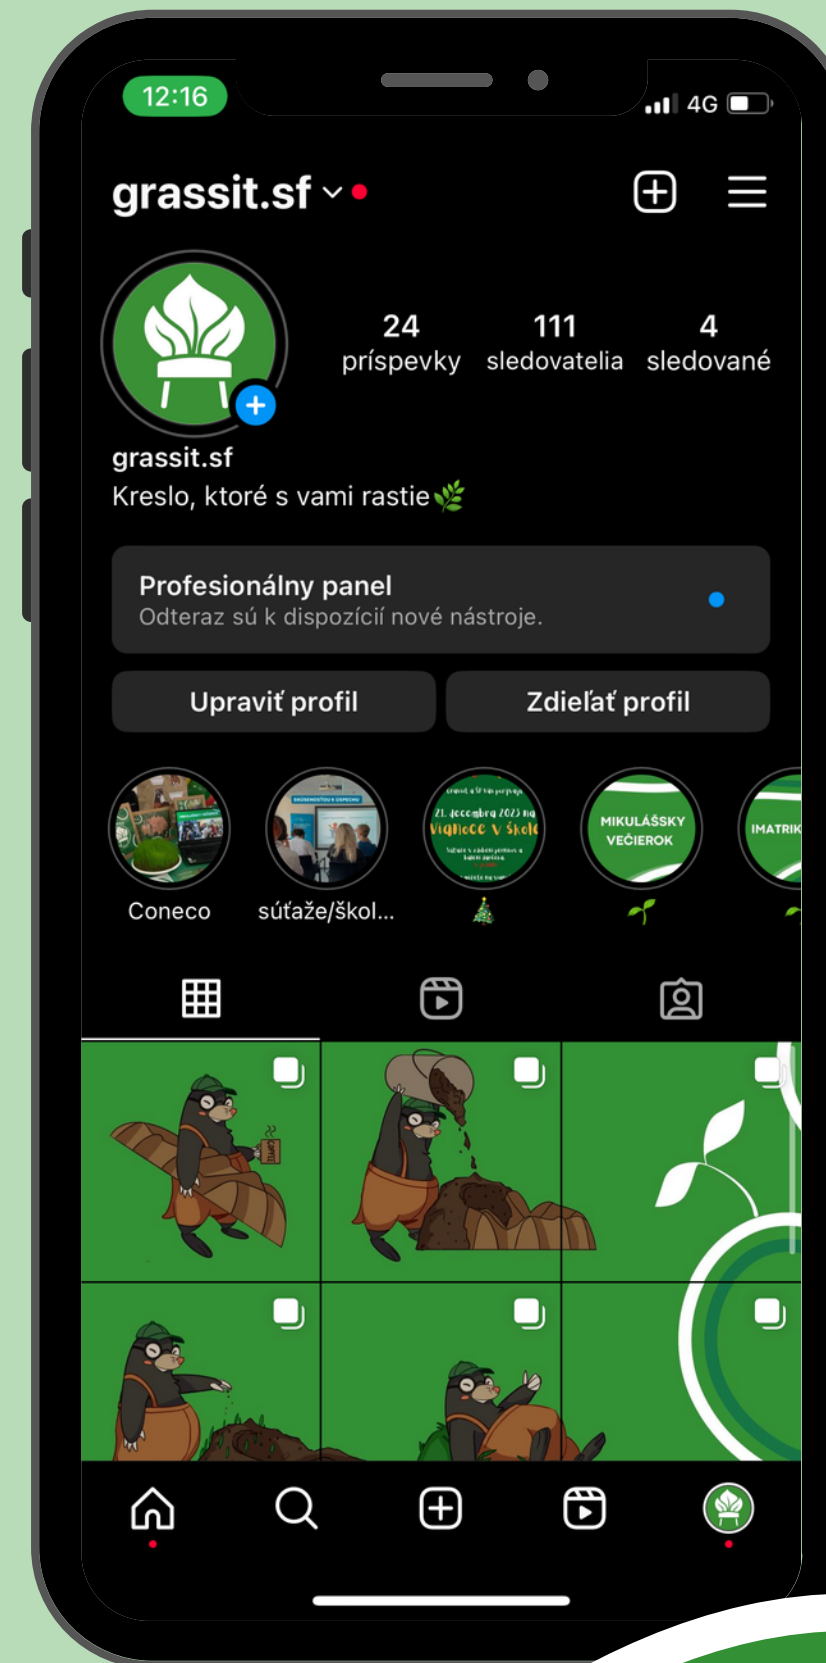 12:16
4G
grassit.sf
24
príspevky
111
sledovatelia
4
sledované
grassit.sf
Kreslo, ktoré s vami rastie
Profesionálny panel
Odteraz sú k dispozícií nové nástroje.
Upraviť profil
Zdieľať profil
21. decembra 2023 na
Vianoce v škole
MIKULÁŠSKY
VEČIEROK
IMATRIK
Coneco
súťaže/škol...